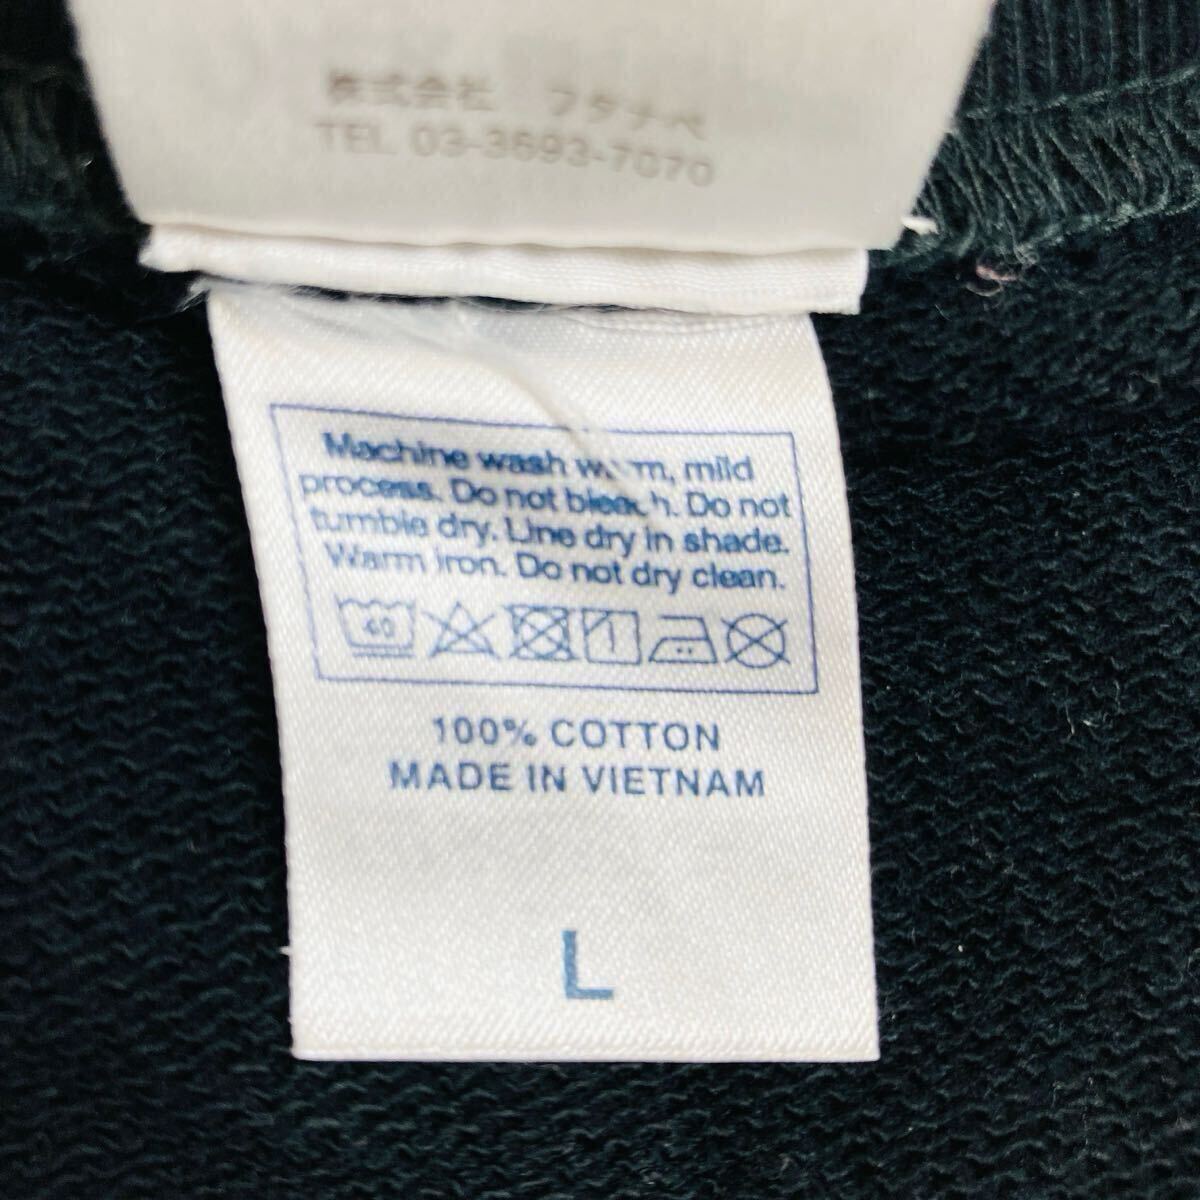 株式会社 フタナベ
TEL 03-3693-7070
Machine wash warm, mild
process. Do not bleach. Do not
tumble dry. Line dry in shade.
Warm iron. Do not dry clean.
40
1
100% COTTON
MADE IN VIETNAM
L